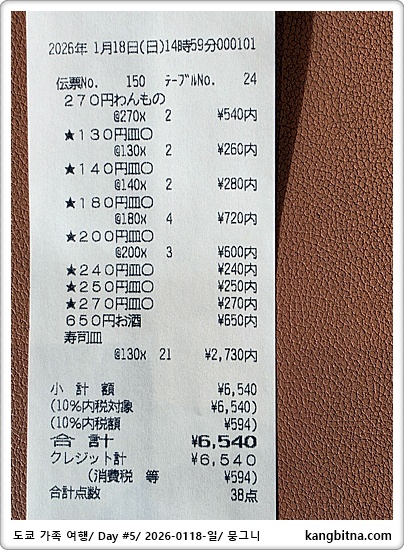 2026年 1月18日(日)14時59分000101
伝票No. 150 テーブルNo. 24
270円わんもの
@270x 2 ¥540内
★130円皿〇
@130x 2 ¥260内
★140円皿〇
@140x 2 ¥280内
★180円皿〇
@180x 4 ¥720内
★200円皿〇
@200x 3 ¥600内
★240円皿〇 ¥240内
★250円皿〇 ¥250内
★270円皿〇 ¥270内
650円お酒 ¥650内
寿司皿
@130x 21 ¥2,730内
小 計 額 ¥6,540
(10%内税対象 ¥6,540)
(10%内税額 ¥594)
合 計 ¥6,540
クレジット計 ¥6,540
(消費税 等 ¥594)
合計点数 38点
도쿄 가족 여행/ Day #5/ 2026-0118-일/ 뭉그니 kangbitna.com